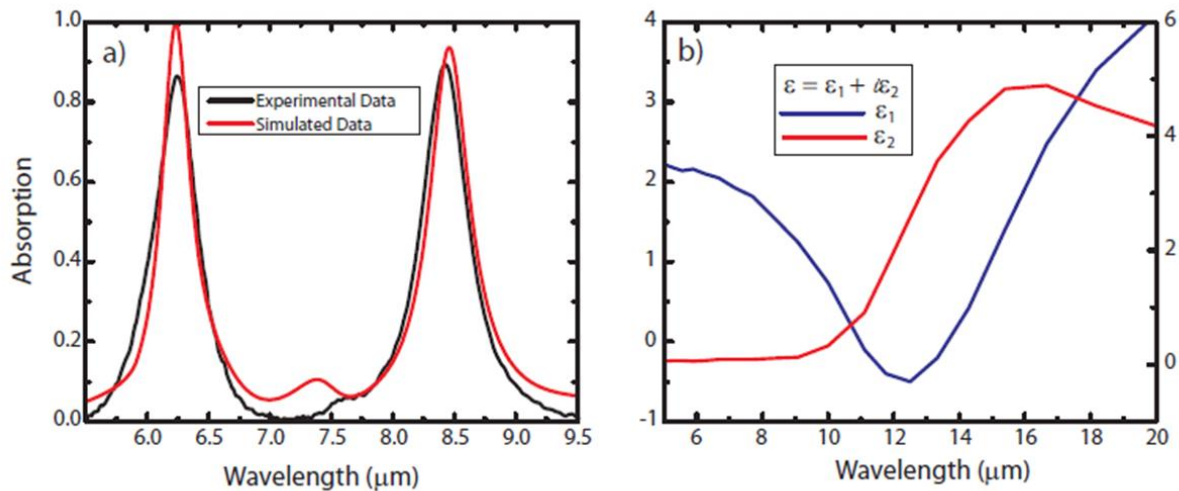 a)
Experimental Data
Simulated Data
Absorption
1.0
0.8
0.6
0.4
0.2
0.0
6.0 6.5 7.0 7.5 8.0 8.5 9.0 9.5
Wavelength (μm)
b)
ε = ε₁ + iε₂
ε₁
ε₂
4
3
2
1
0
-1
6
4
2
0
6 8 10 12 14 16 18 20
Wavelength (μm)